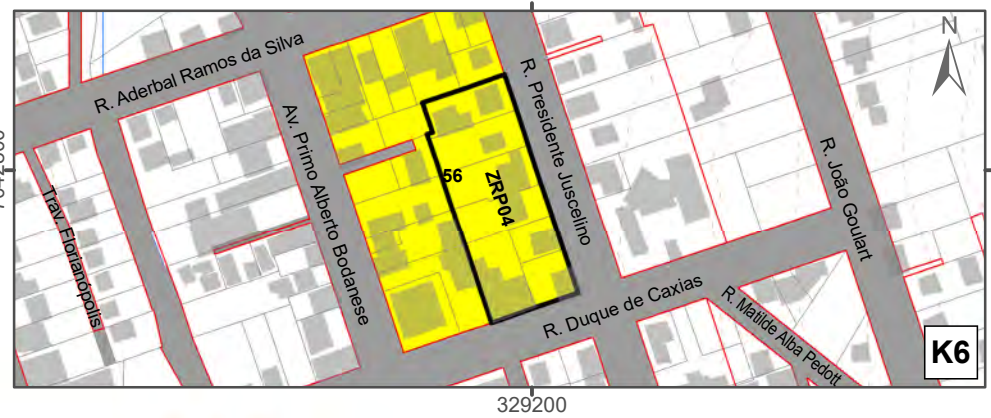 N
R. Aderbal Ramos da Silva
Av. Primo Alberto Bodanese
R. Presidente Juscelino
R. João Goulart
Trav. Florianópolis
56
ZRP04
R. Duque de Caxias
R. Matilde Alba Pedott
K6
329200